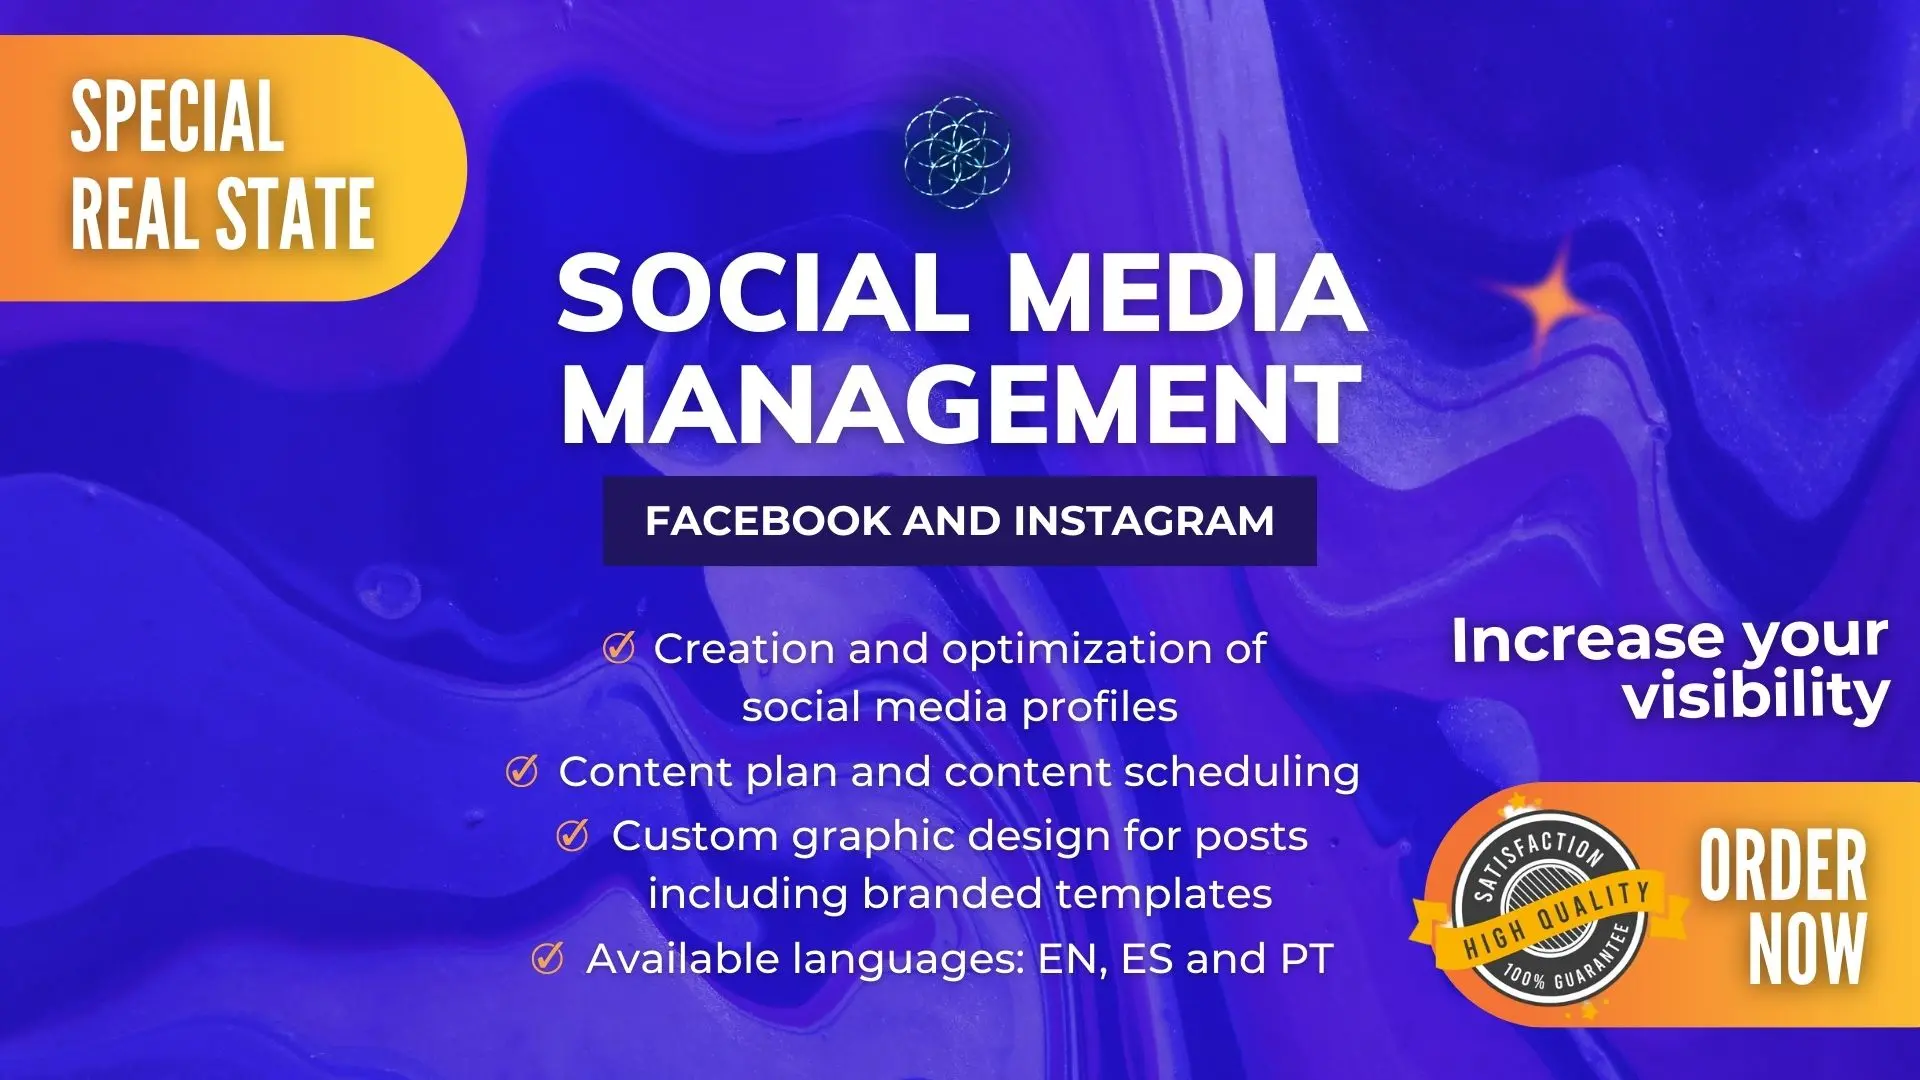 SPECIAL
REAL STATE
SOCIAL MEDIA
MANAGEMENT
FACEBOOK AND INSTAGRAM
Creation and optimization of
social media profiles
Content plan and content scheduling
Custom graphic design for posts
including branded templates
Available languages: EN, ES and PT
Increase your
visibility
SATISFACTION
HIGH QUALITY
100% GUARANTEE
ORDER
NOW